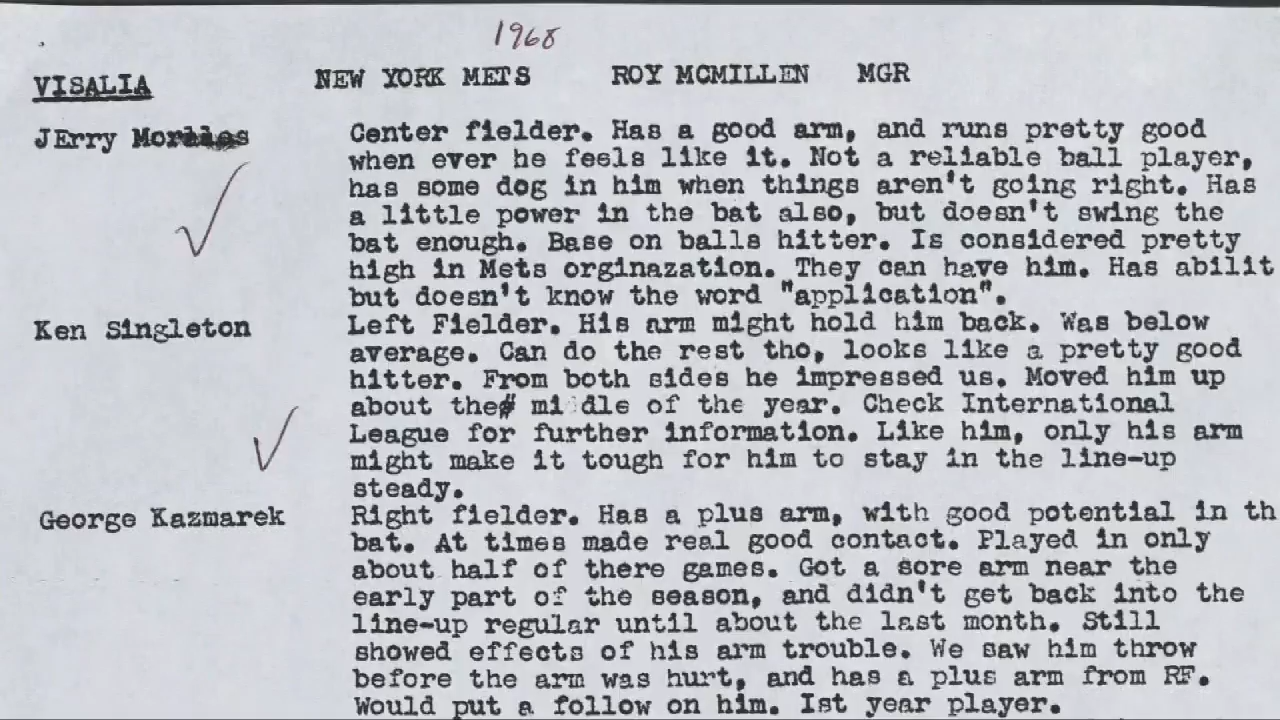 1968
VISALIA NEW YORK METS ROY MCMILLEN MGR
JErry Morales Center fielder. Has a good arm, and runs pretty good
when ever he feels like it. Not a reliable ball player,
has some dog in him when things aren't going right. Has
a little power in the bat also, but doesn't swing the
bat enough. Base on balls hitter. Is considered pretty
high in Mets orginazation. They can have him. Has abilit
but doesn't know the word "application".
Ken Singleton Left Fielder. His arm might hold him back. Was below
average. Can do the rest tho, looks like a pretty good
hitter. From both sides he impressed us. Moved him up
about the mi dle of the year. Check International
League for further information. Like him, only his arm
might make it tough for him to stay in the line-up
steady.
George Kazmarek Right fielder. Has a plus arm, with good potential in th
bat. At times made real good contact. Played in only
about half of there games. Got a sore arm near the
early part of the season, and didn't get back into the
line-up regular until about the last month. Still
showed effects of his arm trouble. We saw him throw
before the arm was hurt, and has a plus arm from RF.
Would put a follow on him. Ist year player.